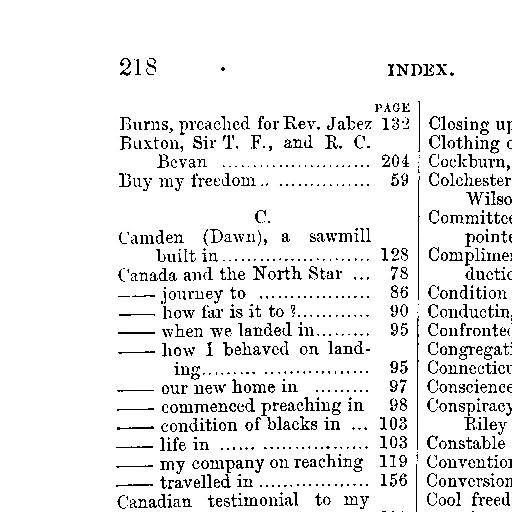 218
INDEX.
PAGE
Burns, preached for Rev. Jabez 132
Buxton, Sir T. F., and R. C.
Bevan ....................... 204
Buy my freedom.. .............. 59
C.
Camden (Dawn), a sawmill
built in....................... 128
Canada and the North Star ... 78
—— journey to .................. 86
—— how far is it to?............ 90
—— when we landed in......... 95
—— how I behaved on land-
ing......... .................. 95
—— our new home in ......... 97
—— commenced preaching in 98
—— condition of blacks in ... 103
—— life in ...... .................. 103
—— my company on reaching 119
—— travelled in .................. 156
Canadian testimonial to my
Closing up
Clothing
Cockburn,
Colchester
Wilso
Committee
pointe
Complimen
ductio
Condition
Conducting
Confronted
Congregati
Connecticu
Conscience
Conspiracy
Riley
Constable
Convention
Conversion
Cool freed